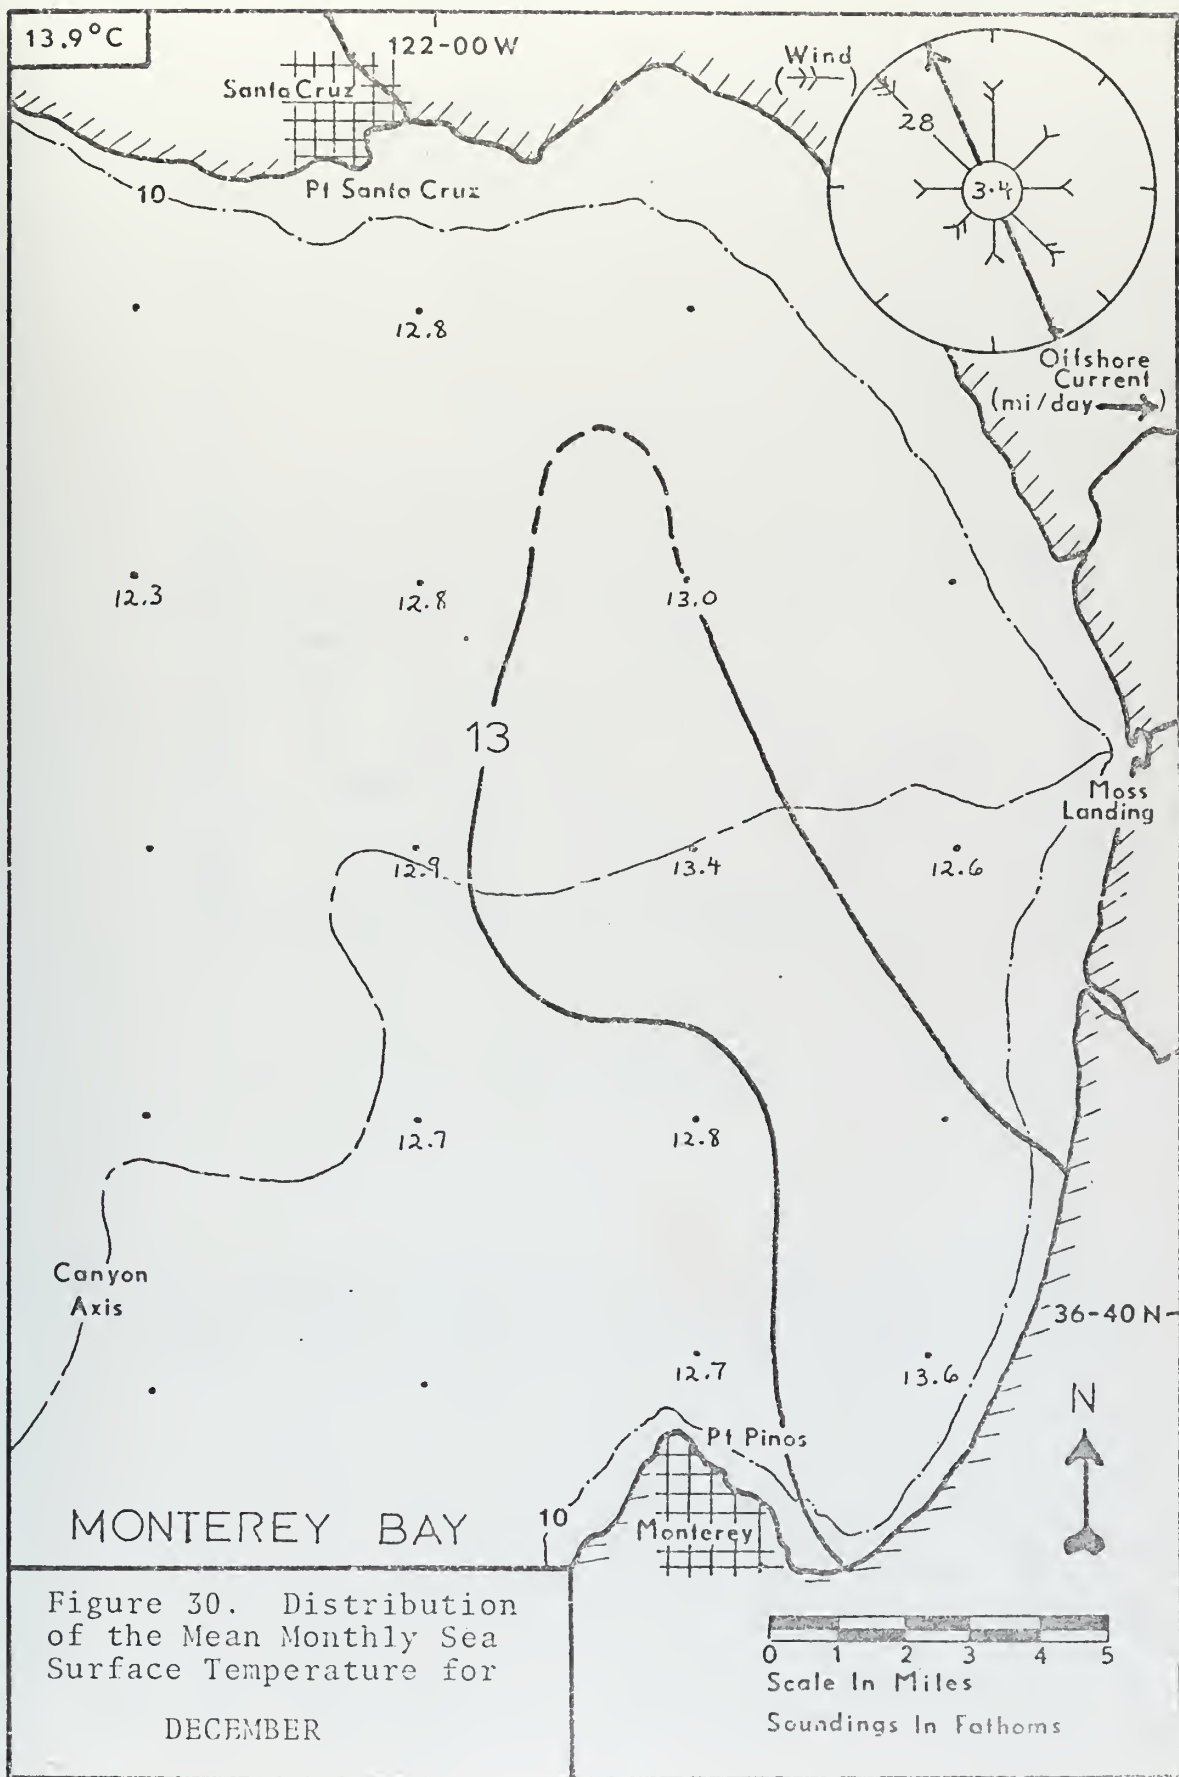 13.9°C
122-00W
Wind
Santa Cruz
28
3.4
Pt Santa Cruz
10
Offshore
Current
(mi/day )
12.8
12.3
12.8
13.0
13
Moss
Landing
12.9
13.4
12.6
12.7
12.8
Canyon
Axis
36-40 N
12.7
13.6
N
Pt Pinos
MONTEREY BAY
10
Monterey
Figure 30. Distribution
of the Mean Monthly Sea
Surface Temperature for
DECEMBER
0 1 2 3 4 5
Scale In Miles
Soundings In Fathoms